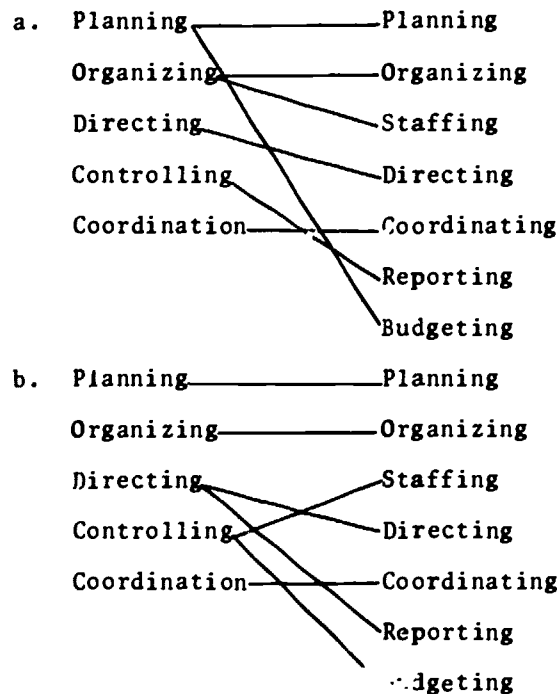 a. Planning Planning
Organizing Organizing
Staffing
Directing
Directing
Controlling
Coordination Coordinating
Reporting
Budgeting
b. Planning Planning
Organizing Organizing
Directing Staffing
Controlling Directing
Coordination Coordinating
Reporting
dgeting